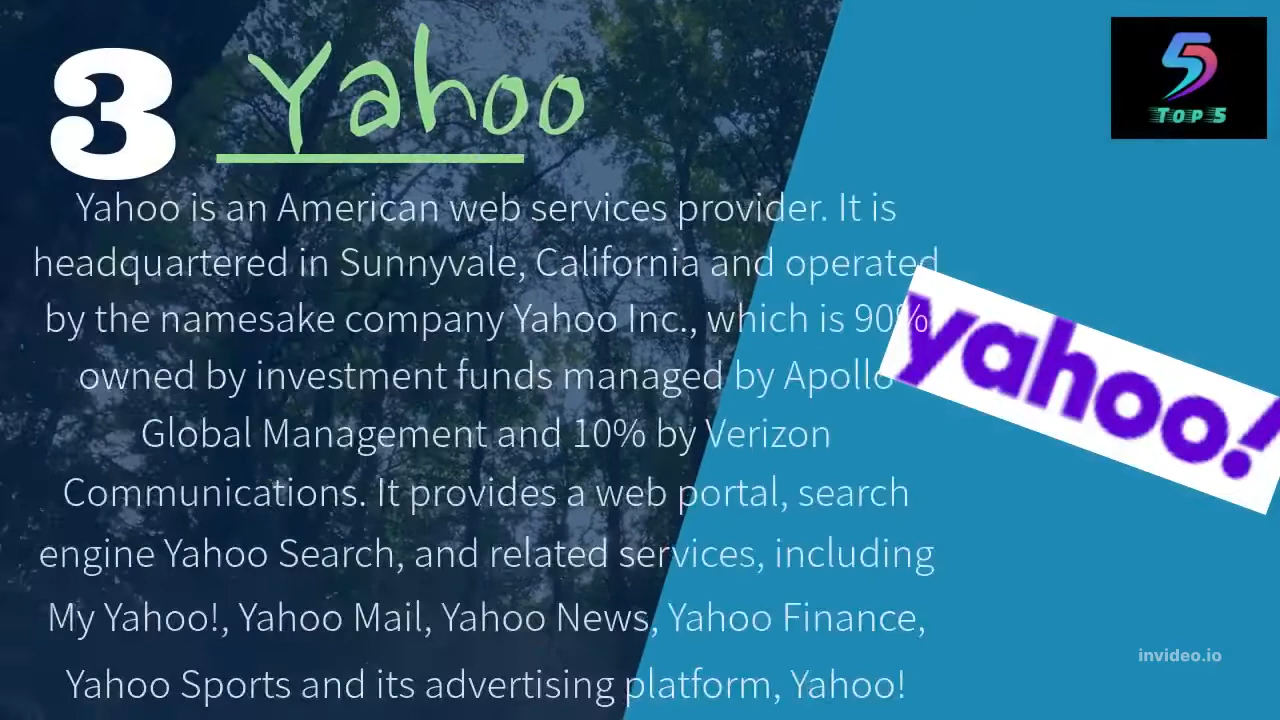 3 Yahoo
5
TOP 5
Yahoo is an American web services provider. It is
headquartered in Sunnyvale, California and operated
by the namesake company Yahoo Inc., which is 90%
owned by investment funds managed by Apollo
Global Management and 10% by Verizon
Communications. It provides a web portal, search
engine Yahoo Search, and related services, including
My Yahoo!, Yahoo Mail, Yahoo News, Yahoo Finance,
Yahoo Sports and its advertising platform, Yahoo!
yahoo!
invideo.io